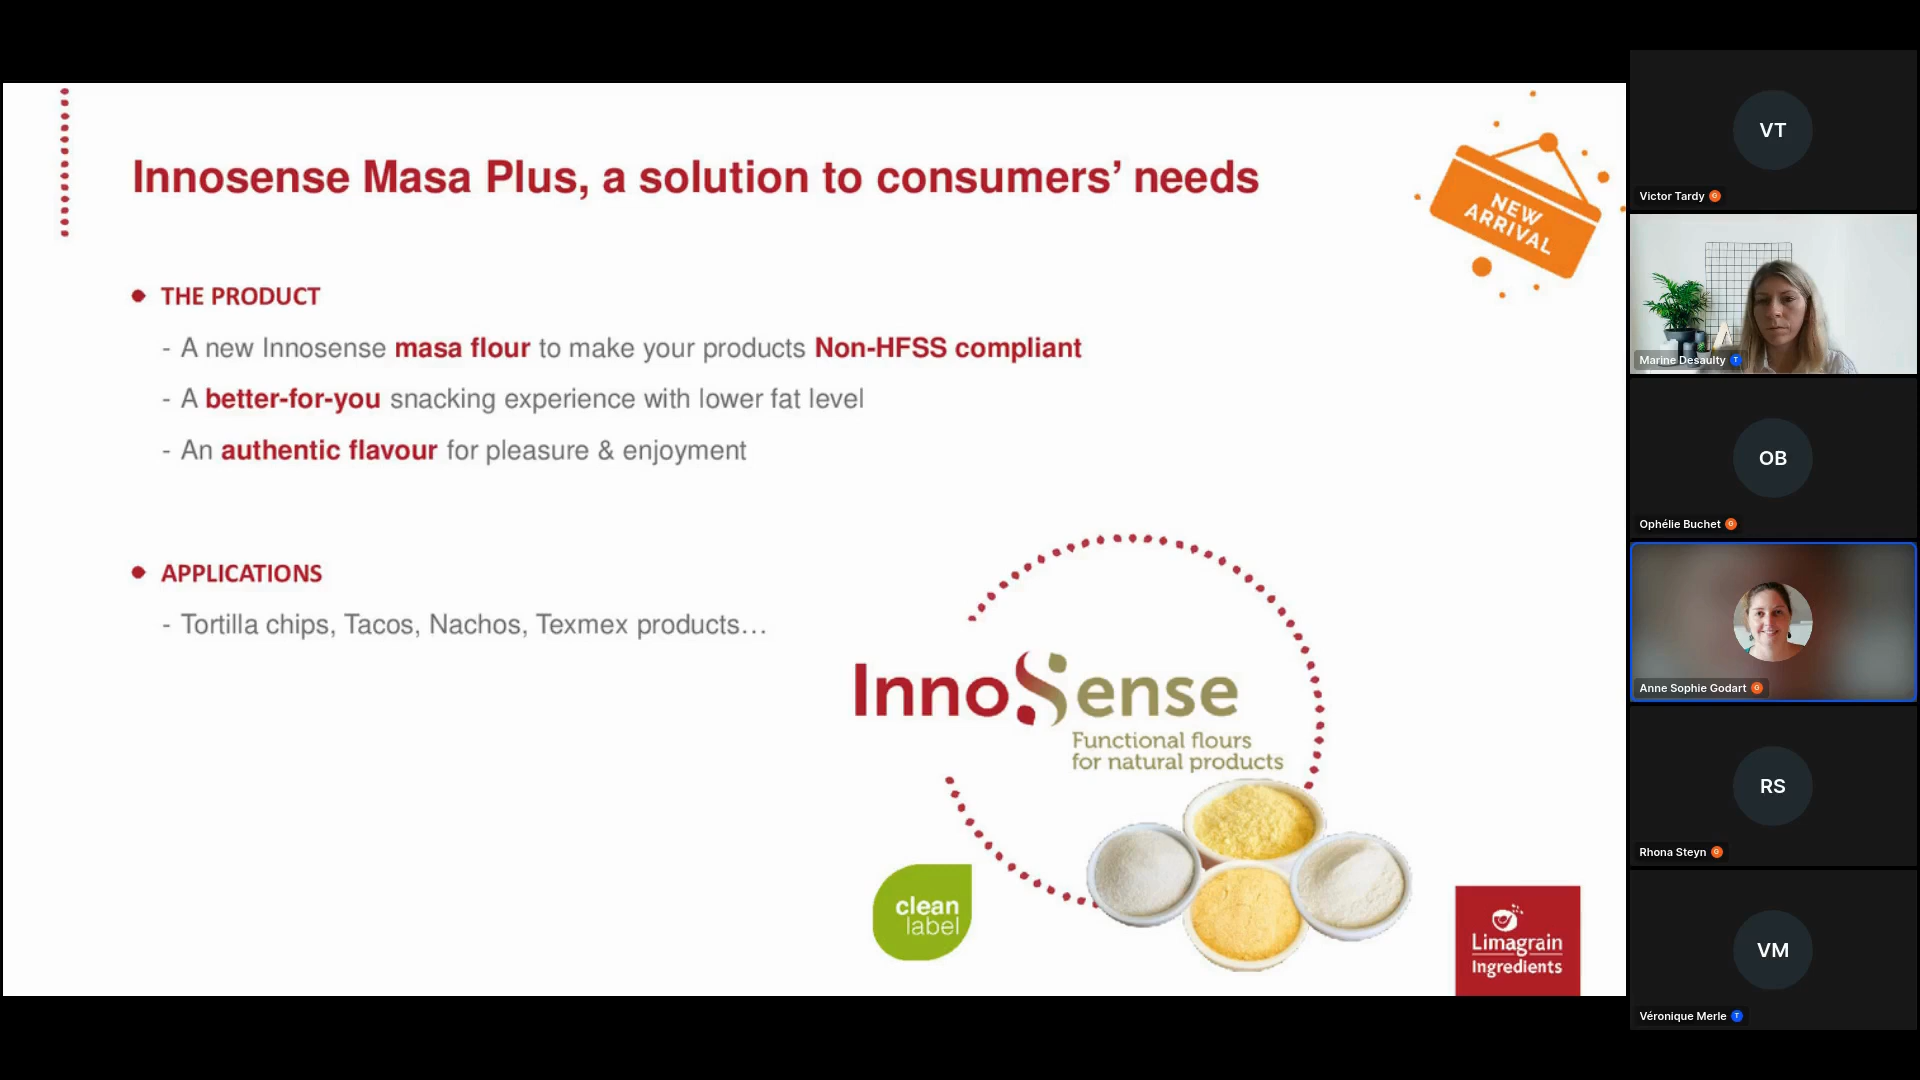 Innosense Masa Plus, a solution to consumers’ needs
NEW
ARRIVAL
THE PRODUCT
- A new Innosense masa flour to make your products Non-HFSS compliant
- A better-for-you snacking experience with lower fat level
- An authentic flavour for pleasure & enjoyment
APPLICATIONS
- Tortilla chips, Tacos, Nachos, Texmex products…
InnoSense
Functional flours
for natural products
clean
label
Limagrain
Ingredients
VT
Victor Tardy
Marine Desaulty T
OB
Ophélie Buchet
Anne Sophie Godart
RS
Rhona Steyn
VM
Véronique Merle T